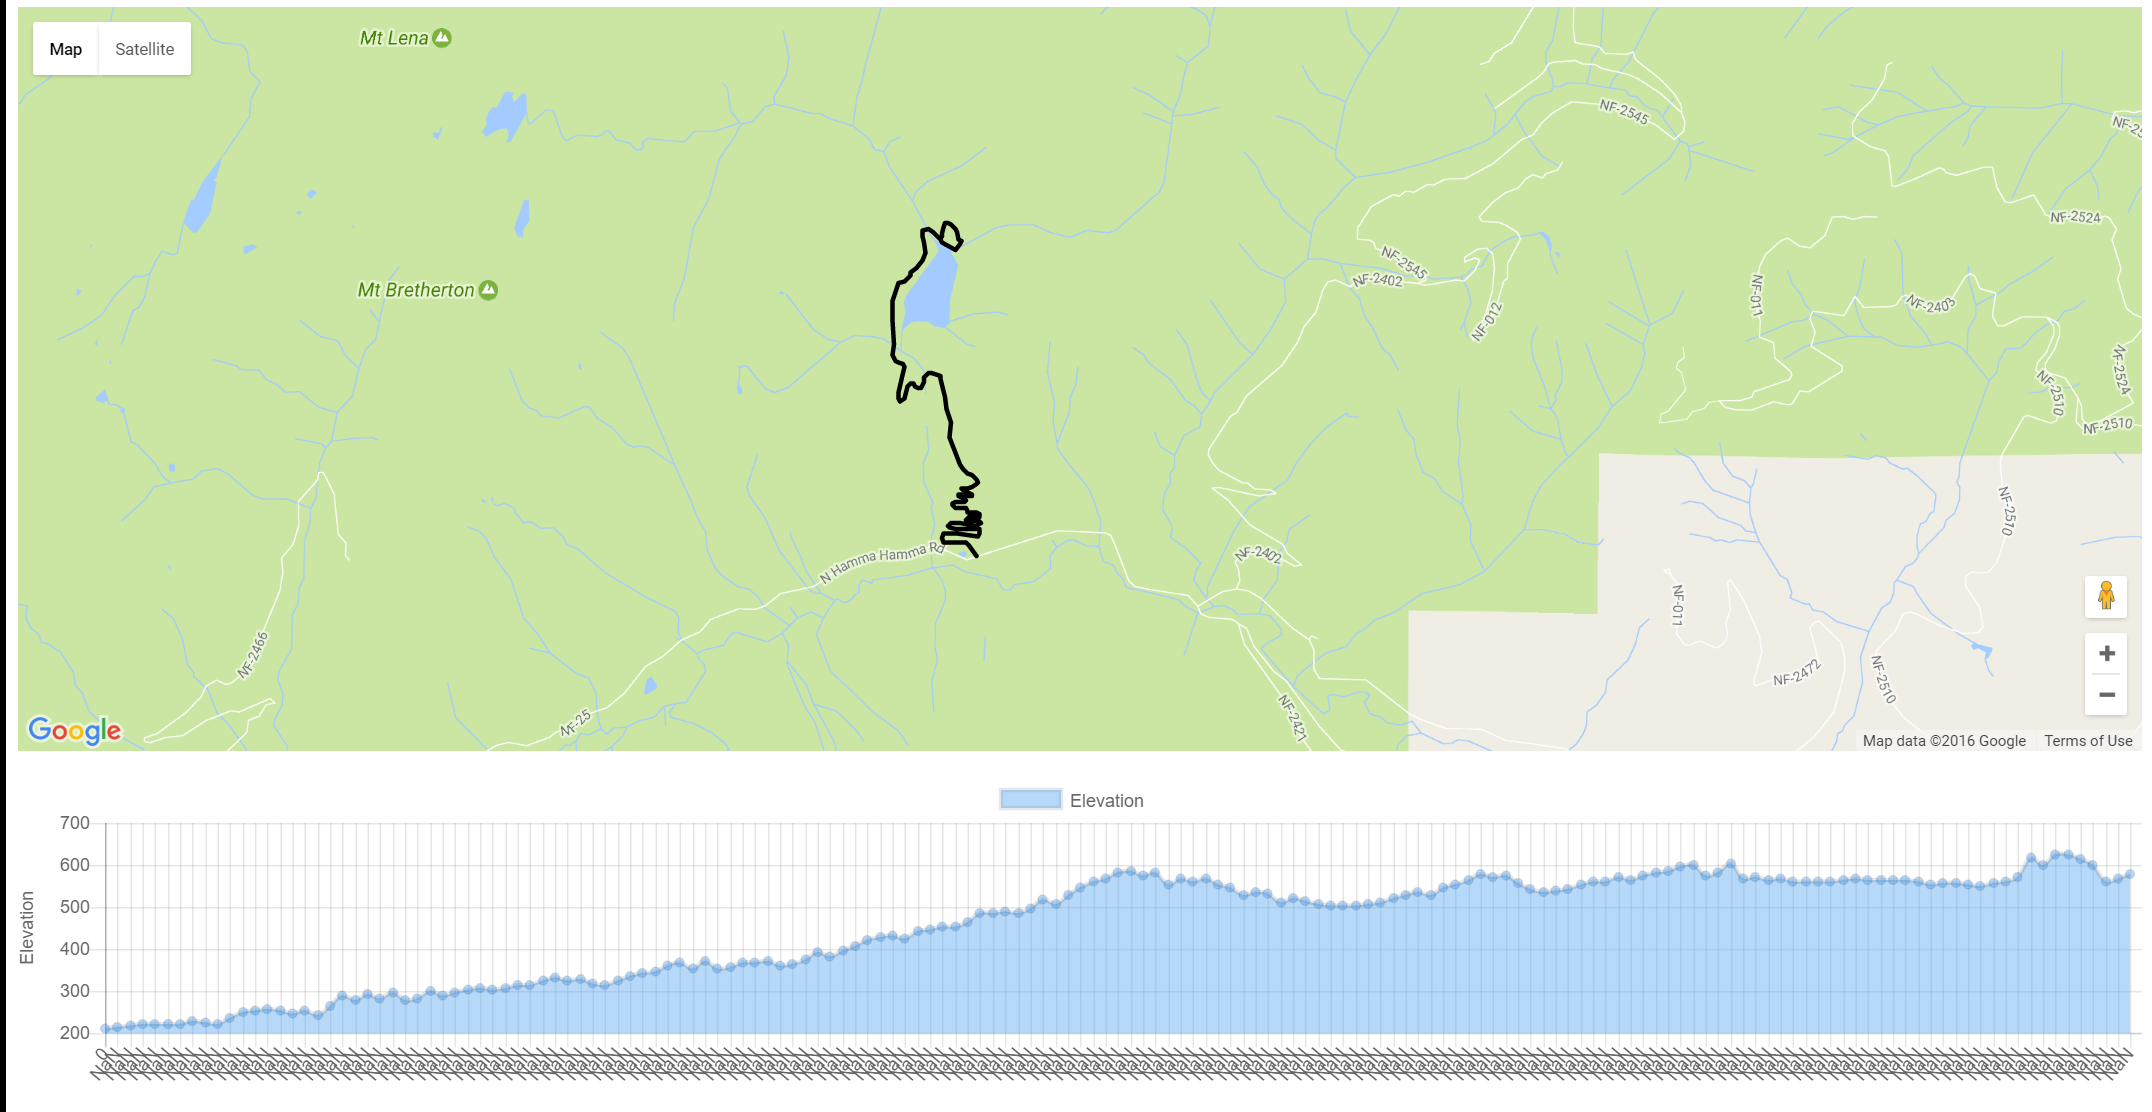 Map Satellite
Mt Lena
NF-2545
NF-2524
Mt Bretherton
NF-2545
NF-2402
NF-012
NF-011
NF-2403
NF-2524
NF-2510
NF-2510
NF-2510
N Hamma Hamma Rd
NF-2402
NF-011
NF-2466
NF-2472
NF-2510
NF-25
NF-2421
Google
Map data ©2016 Google Terms of Use
Elevation
700
600
500
400
300
200
Elevation
0
NaN